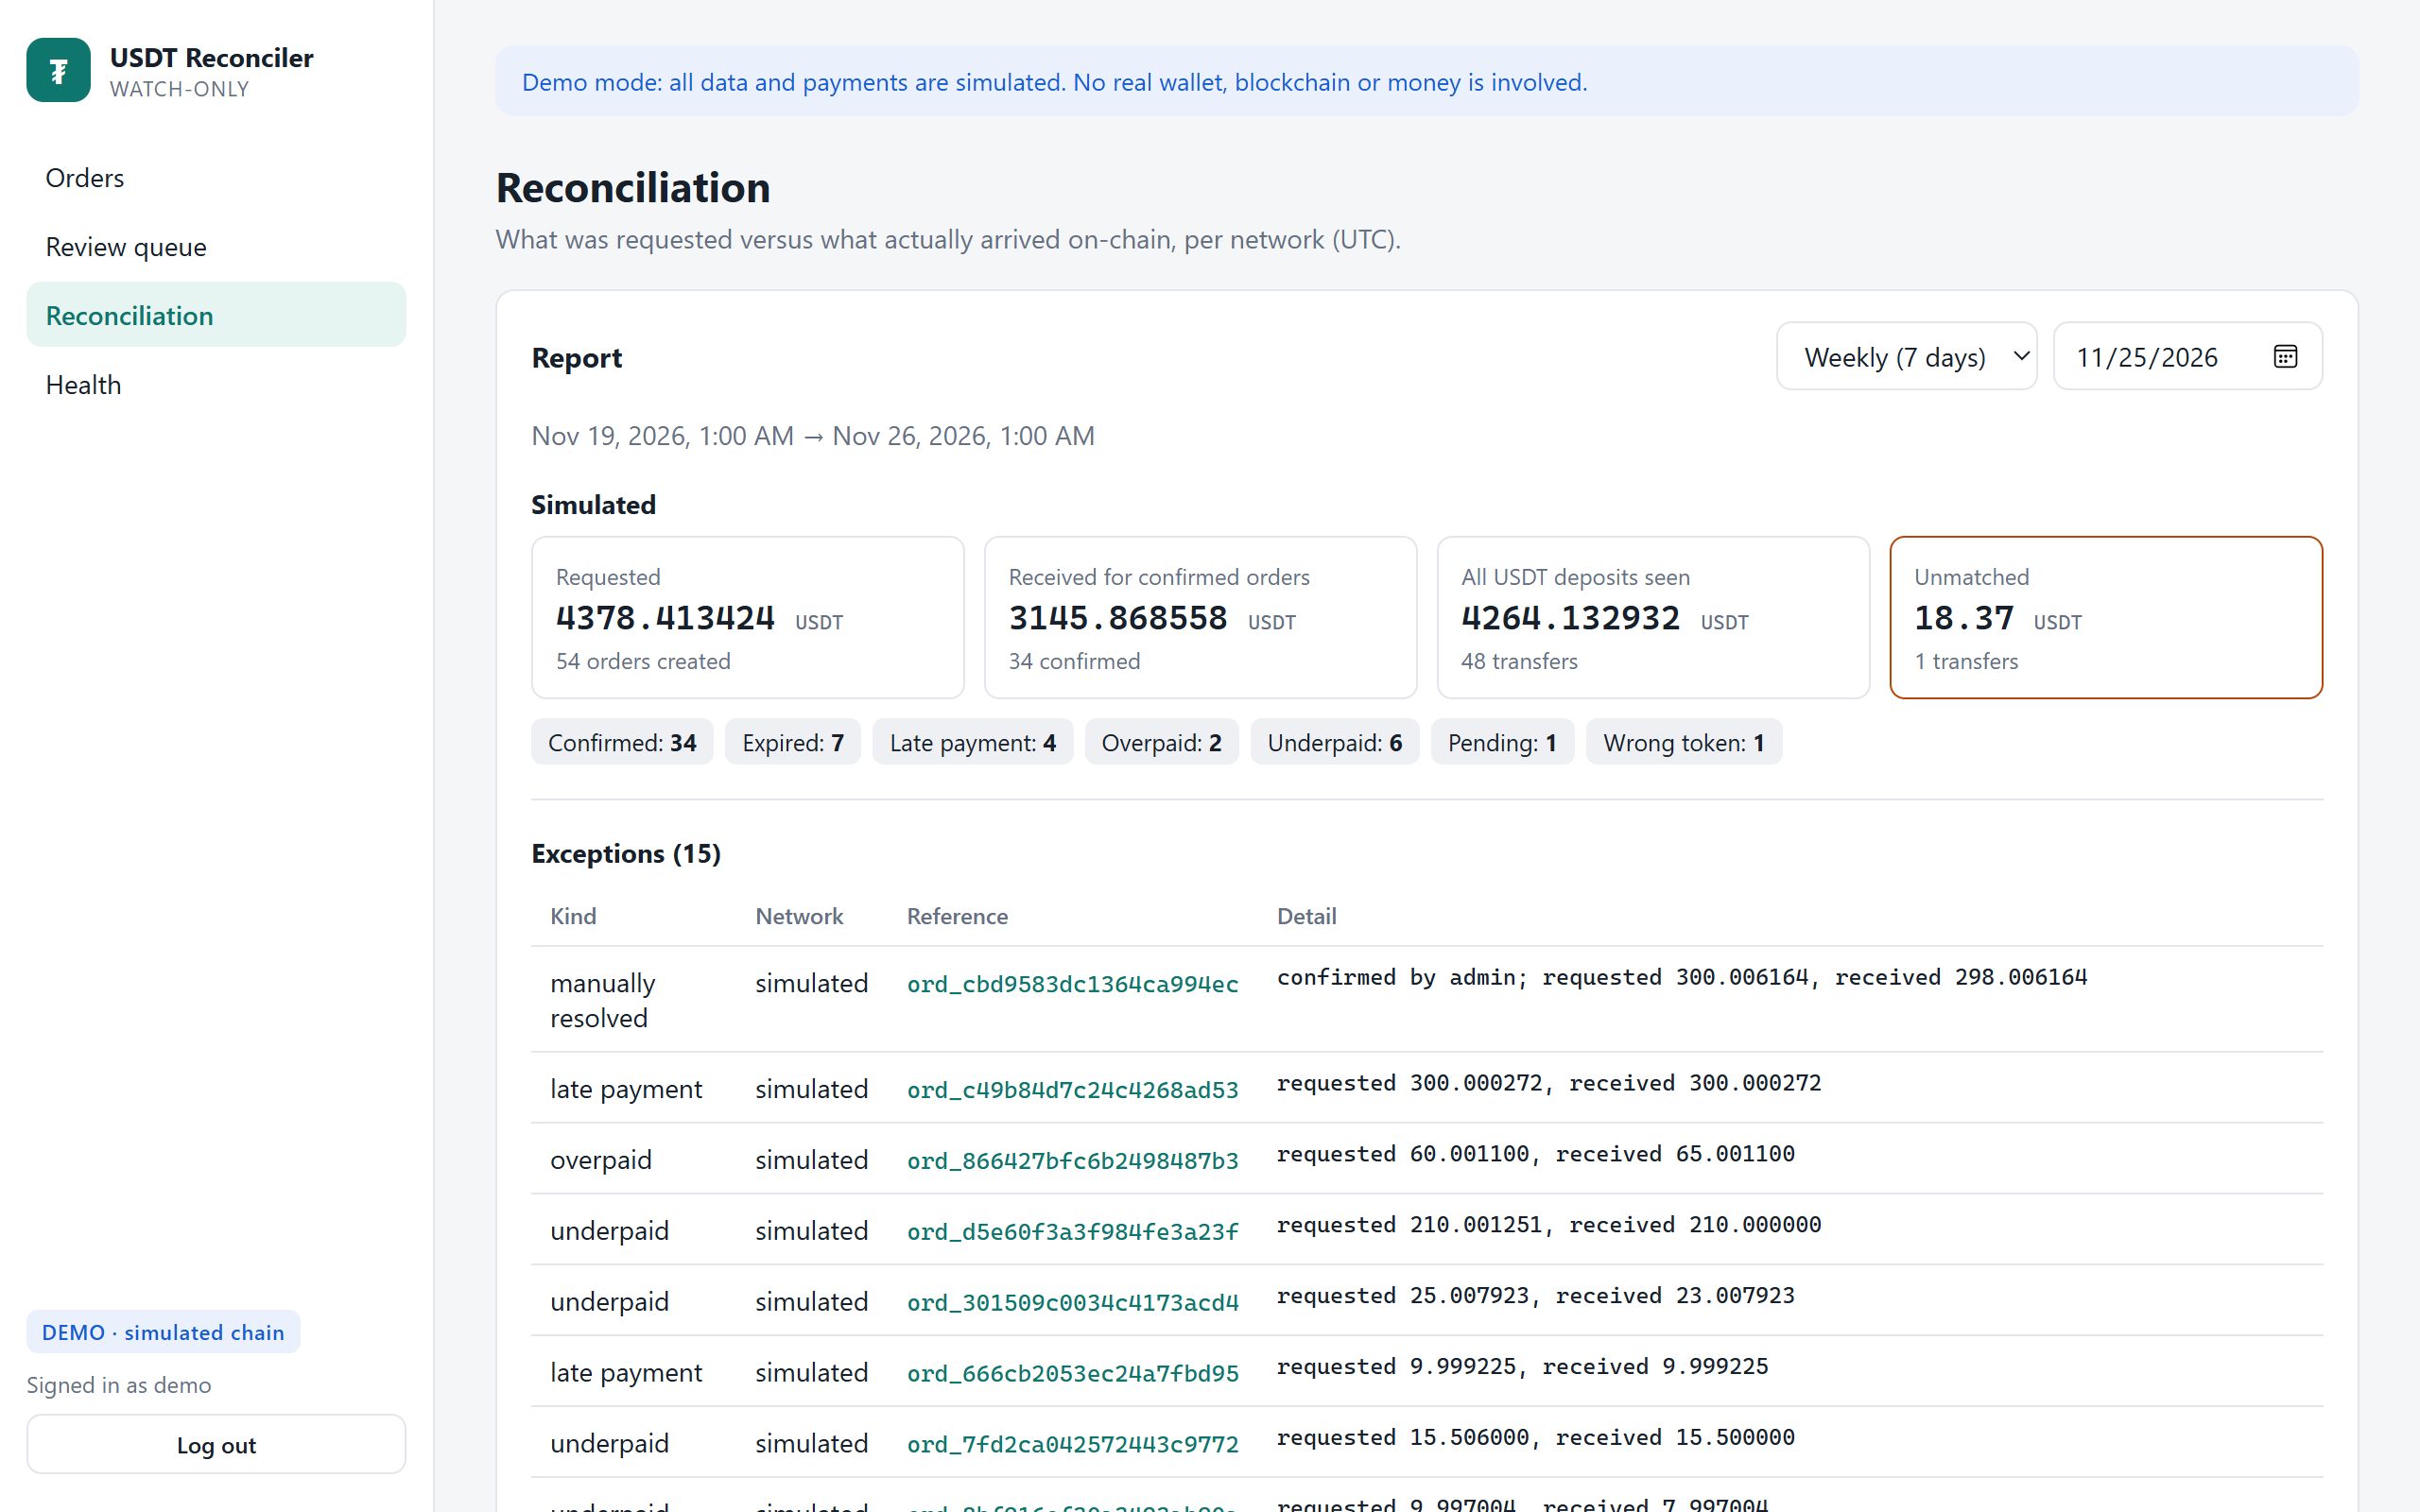 USDT Reconciler
WATCH-ONLY
Orders
Review queue
Reconciliation
Health
DEMO · simulated chain
Signed in as demo
Log out
Demo mode: all data and payments are simulated. No real wallet, blockchain or money is involved.
Reconciliation
What was requested versus what actually arrived on-chain, per network (UTC).
Report
Weekly (7 days)
11/25/2026
Nov 19, 2026, 1:00 AM → Nov 26, 2026, 1:00 AM
Simulated
Requested
4378.413424 USDT
54 orders created
Received for confirmed orders
3145.868558 USDT
34 confirmed
All USDT deposits seen
4264.132932 USDT
48 transfers
Unmatched
18.37 USDT
1 transfers
Confirmed: 34 Expired: 7 Late payment: 4 Overpaid: 2 Underpaid: 6 Pending: 1 Wrong token: 1
Exceptions (15)
Kind Network Reference Detail
manually resolved simulated ord_cbd9583dc1364ca994ec confirmed by admin; requested 300.006164, received 298.006164
late payment simulated ord_c49b84d7c24c4268ad53 requested 300.000272, received 300.000272
overpaid simulated ord_866427bfc6b2498487b3 requested 60.001100, received 65.001100
underpaid simulated ord_d5e60f3a3f984fe3a23f requested 210.001251, received 210.000000
underpaid simulated ord_301509c0034c4173acd4 requested 25.007923, received 23.007923
late payment simulated ord_666cb2053ec24a7fbd95 requested 9.999225, received 9.999225
underpaid simulated ord_7fd2ca042572443c9772 requested 15.506000, received 15.500000
requested 9.997004, received 7.997004